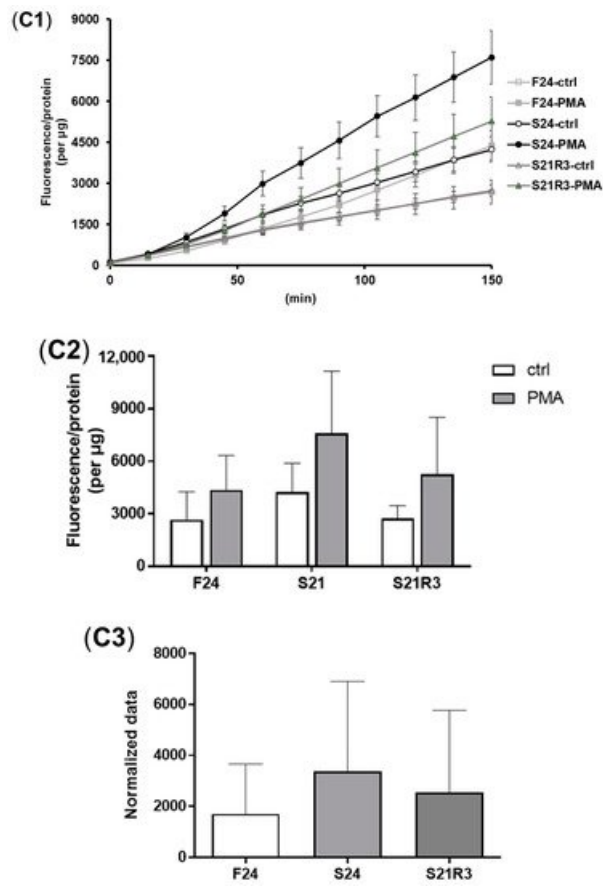 (C1)
Fluorescence/protein
(per µg)
9000
7500
6000
4500
3000
1500
0
0
50
100
150
(min)
F24-ctrl
F24-PMA
S24-ctrl
S24-PMA
S21R3-ctrl
S21R3-PMA
(C2)
Fluorescence/protein
(per µg)
12,000
9000
6000
3000
0
F24
S21
S21R3
ctrl
PMA
(C3)
Normalized data
8000
6000
4000
2000
0
F24
S24
S21R3